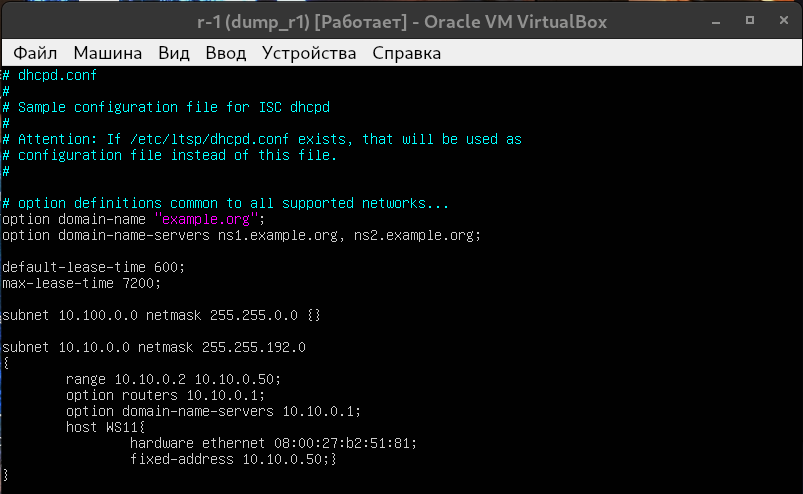 r-1 (dump_r1) [Работает] - Oracle VM VirtualBox
Файл Машина Вид Ввод Устройства Справка
# dhcpd.conf
#
# Sample configuration file for ISC dhcpd
#
# Attention: If /etc/ltsp/dhcpd.conf exists, that will be used as
# configuration file instead of this file.
#

# option definitions common to all supported networks...
option domain-name "example.org";
option domain-name-servers ns1.example.org, ns2.example.org;

default-lease-time 600;
max-lease-time 7200;

subnet 10.100.0.0 netmask 255.255.0.0 {}

subnet 10.10.0.0 netmask 255.255.192.0
{
        range 10.10.0.2 10.10.0.50;
        option routers 10.10.0.1;
        option domain-name-servers 10.10.0.1;
        host WS11{
                hardware ethernet 08:00:27:b2:51:81;
                fixed-address 10.10.0.50;}
}